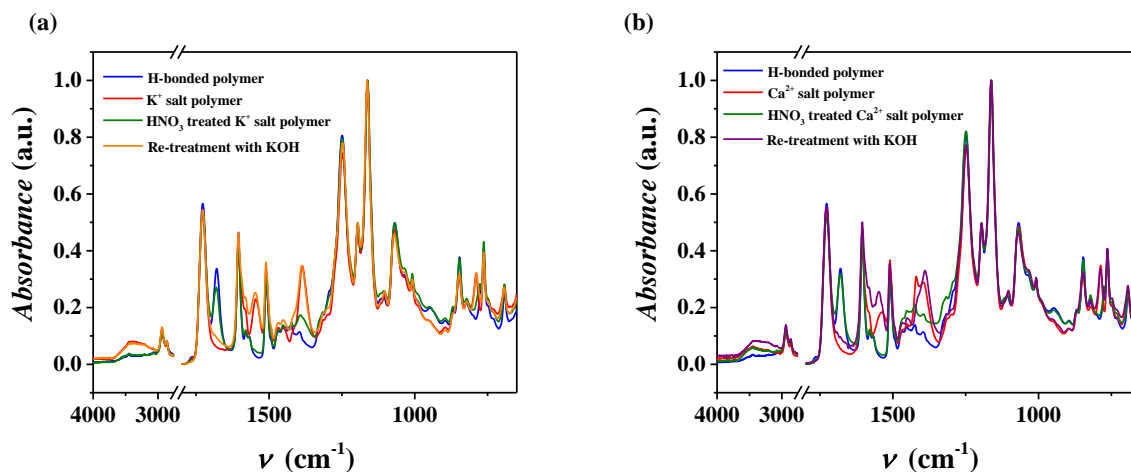 (a)
1.0
0.8
0.6
0.4
0.2
0.0
Absorbance (a.u.)
H-bonded polymer
K⁺ salt polymer
HNO₃ treated K⁺ salt polymer
Re-treatment with KOH
4000 3000 1500 1000
ν (cm⁻¹)
(b)
1.0
0.8
0.6
0.4
0.2
0.0
Absorbance (a.u.)
H-bonded polymer
Ca²⁺ salt polymer
HNO₃ treated Ca²⁺ salt polymer
Re-treatment with KOH
4000 3000 1500 1000
ν (cm⁻¹)